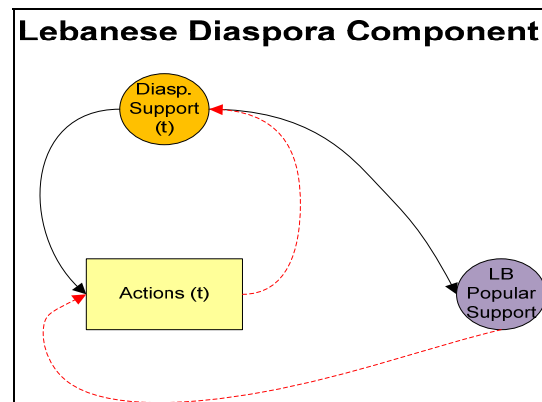 Lebanese Diaspora Component
Diasp.
Support
(t)
Actions (t)
LB
Popular
Support